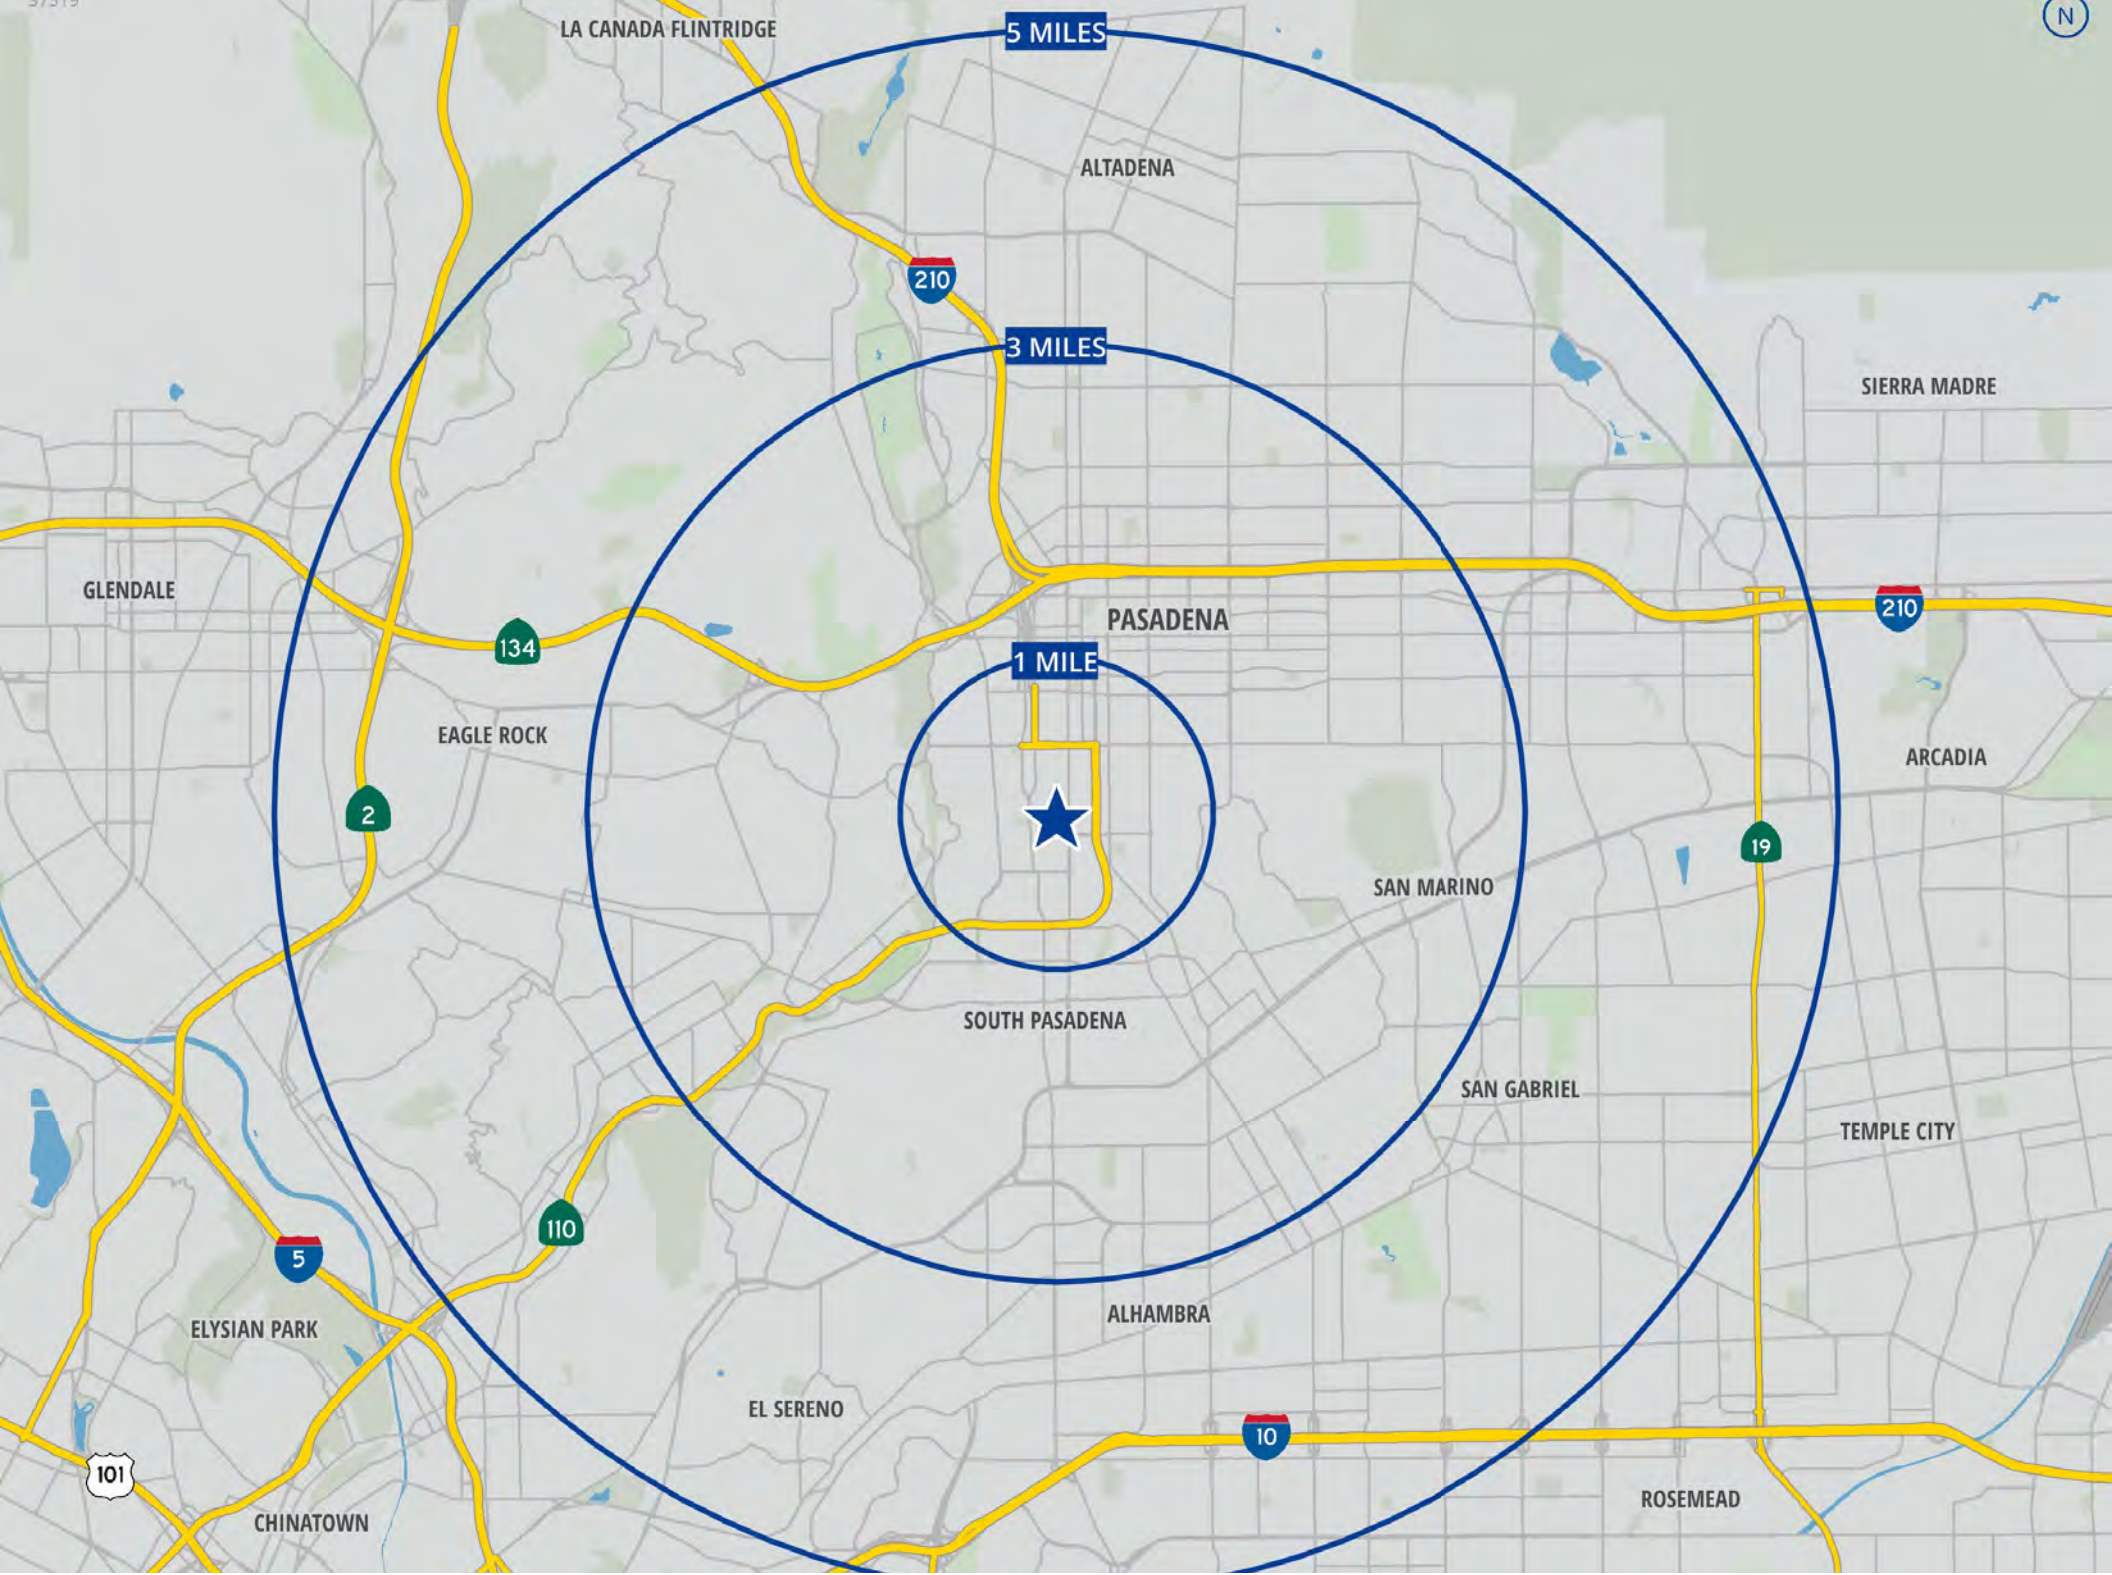 N
LA CANADA FLINTRIDGE
5 MILES
ALTADENA
210
3 MILES
SIERRA MADRE
GLENDALE
134
PASADENA
210
1 MILE
EAGLE ROCK
ARCADIA
2
19
SAN MARINO
SOUTH PASADENA
SAN GABRIEL
TEMPLE CITY
110
5
ELYSIAN PARK
ALHAMBRA
EL SERENO
10
101
ROSEMEAD
CHINATOWN